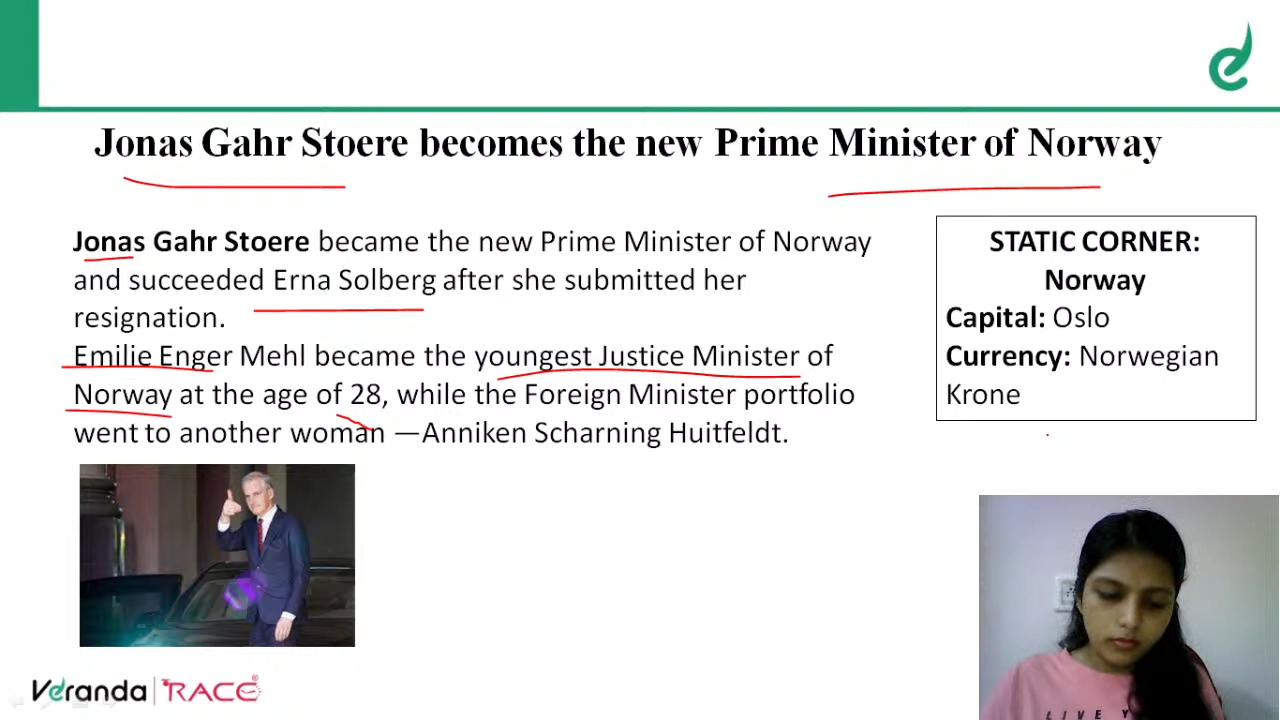 Jonas Gahr Stoere becomes the new Prime Minister of Norway
Jonas Gahr Stoere became the new Prime Minister of Norway
and succeeded Erna Solberg after she submitted her
resignation.
Emilie Enger Mehl became the youngest Justice Minister of
Norway at the age of 28, while the Foreign Minister portfolio
went to another woman —Anniken Scharning Huitfeldt.
STATIC CORNER:
Norway
Capital: Oslo
Currency: Norwegian
Krone
Veranda RACE
LIVE Y